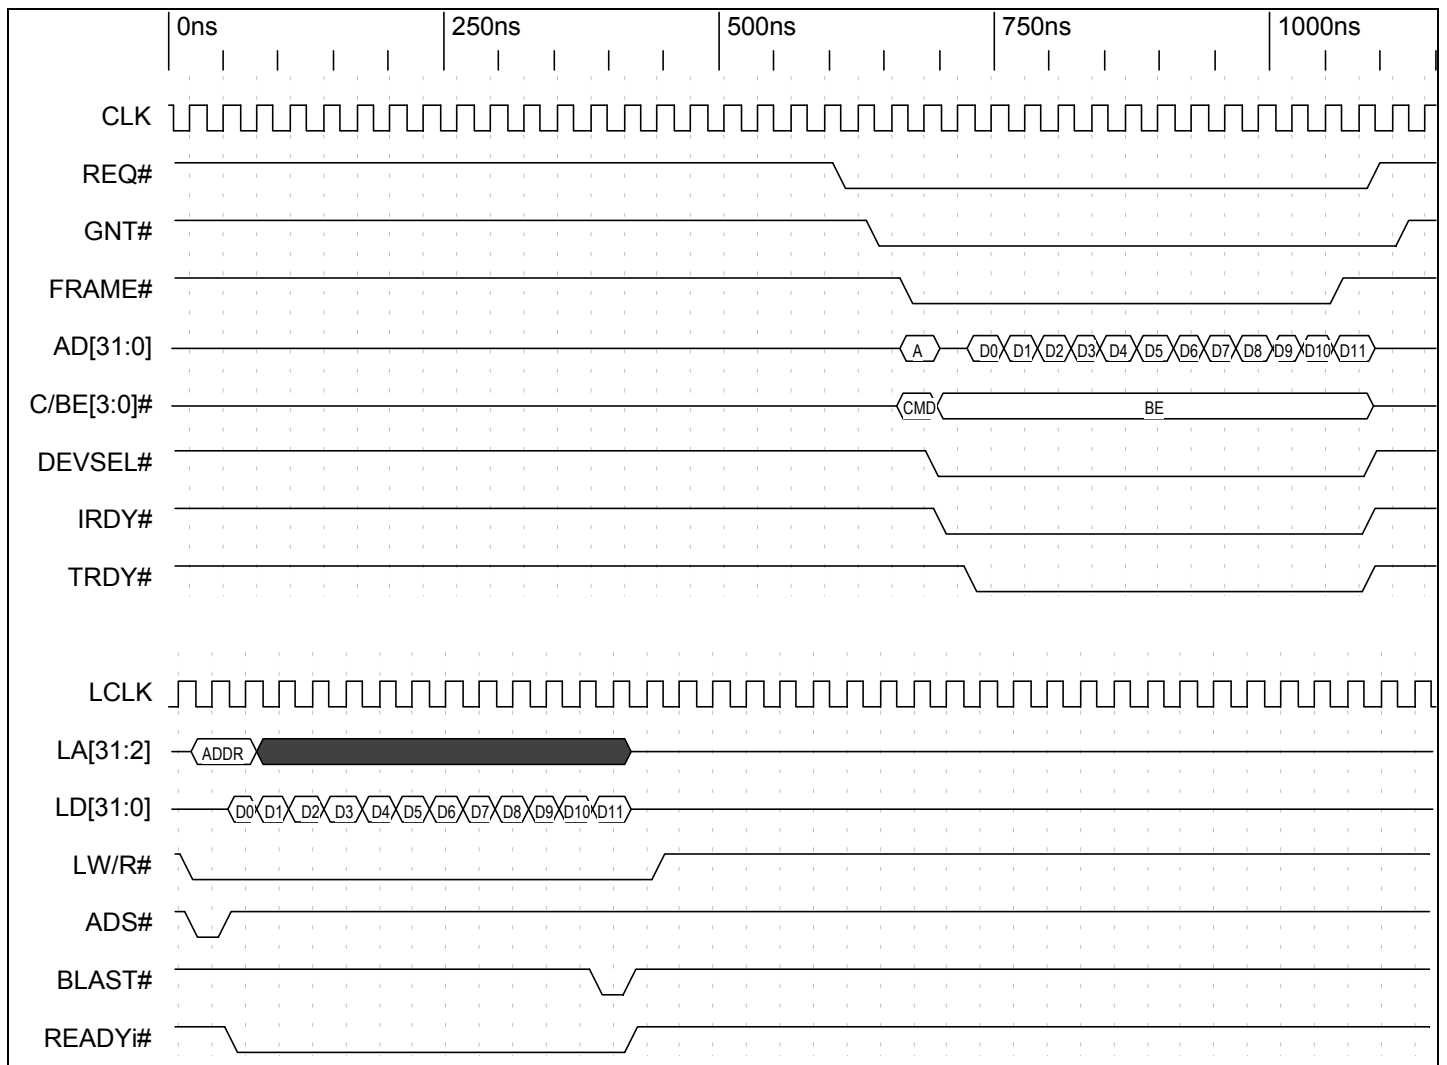 0ns 250ns 500ns 750ns 1000ns
CLK
REQ#
GNT#
FRAME#
AD[31:0] A D0 D1 D2 D3 D4 D5 D6 D7 D8 D9 D10 D11
C/BE[3:0]# CMD BE
DEVSEL#
IRDY#
TRDY#
LCLK
LA[31:2] ADDR
LD[31:0] D0 D1 D2 D3 D4 D5 D6 D7 D8 D9 D10 D11
LW/R#
ADS#
BLAST#
READYi#